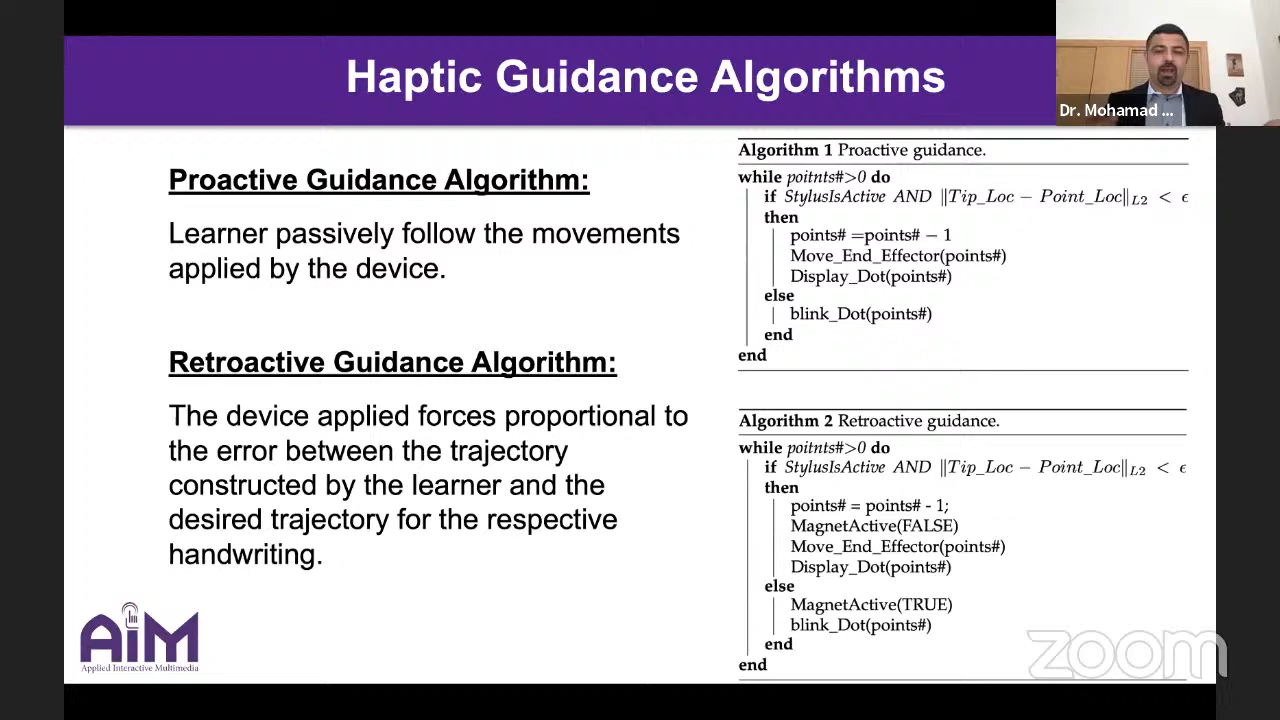 Haptic Guidance Algorithms
Dr. Mohamad ...
Proactive Guidance Algorithm:
Learner passively follow the movements
applied by the device.
Retroactive Guidance Algorithm:
The device applied forces proportional to
the error between the trajectory
constructed by the learner and the
desired trajectory for the respective
handwriting.
Algorithm 1 Proactive guidance.
while poitnts#>0 do
if StylusIsActive AND ‖Tip_Loc − Point_Loc‖L2 < ϵ
then
points# =points# − 1
Move_End_Effector(points#)
Display_Dot(points#)
else
blink_Dot(points#)
end
end
Algorithm 2 Retroactive guidance.
while poitnts#>0 do
if StylusIsActive AND ‖Tip_Loc − Point_Loc‖L2 < ϵ
then
points# = points# - 1;
MagnetActive(FALSE)
Move_End_Effector(points#)
Display_Dot(points#)
else
MagnetActive(TRUE)
blink_Dot(points#)
end
end
AiM
Applied Interactive Multimedia
zoom